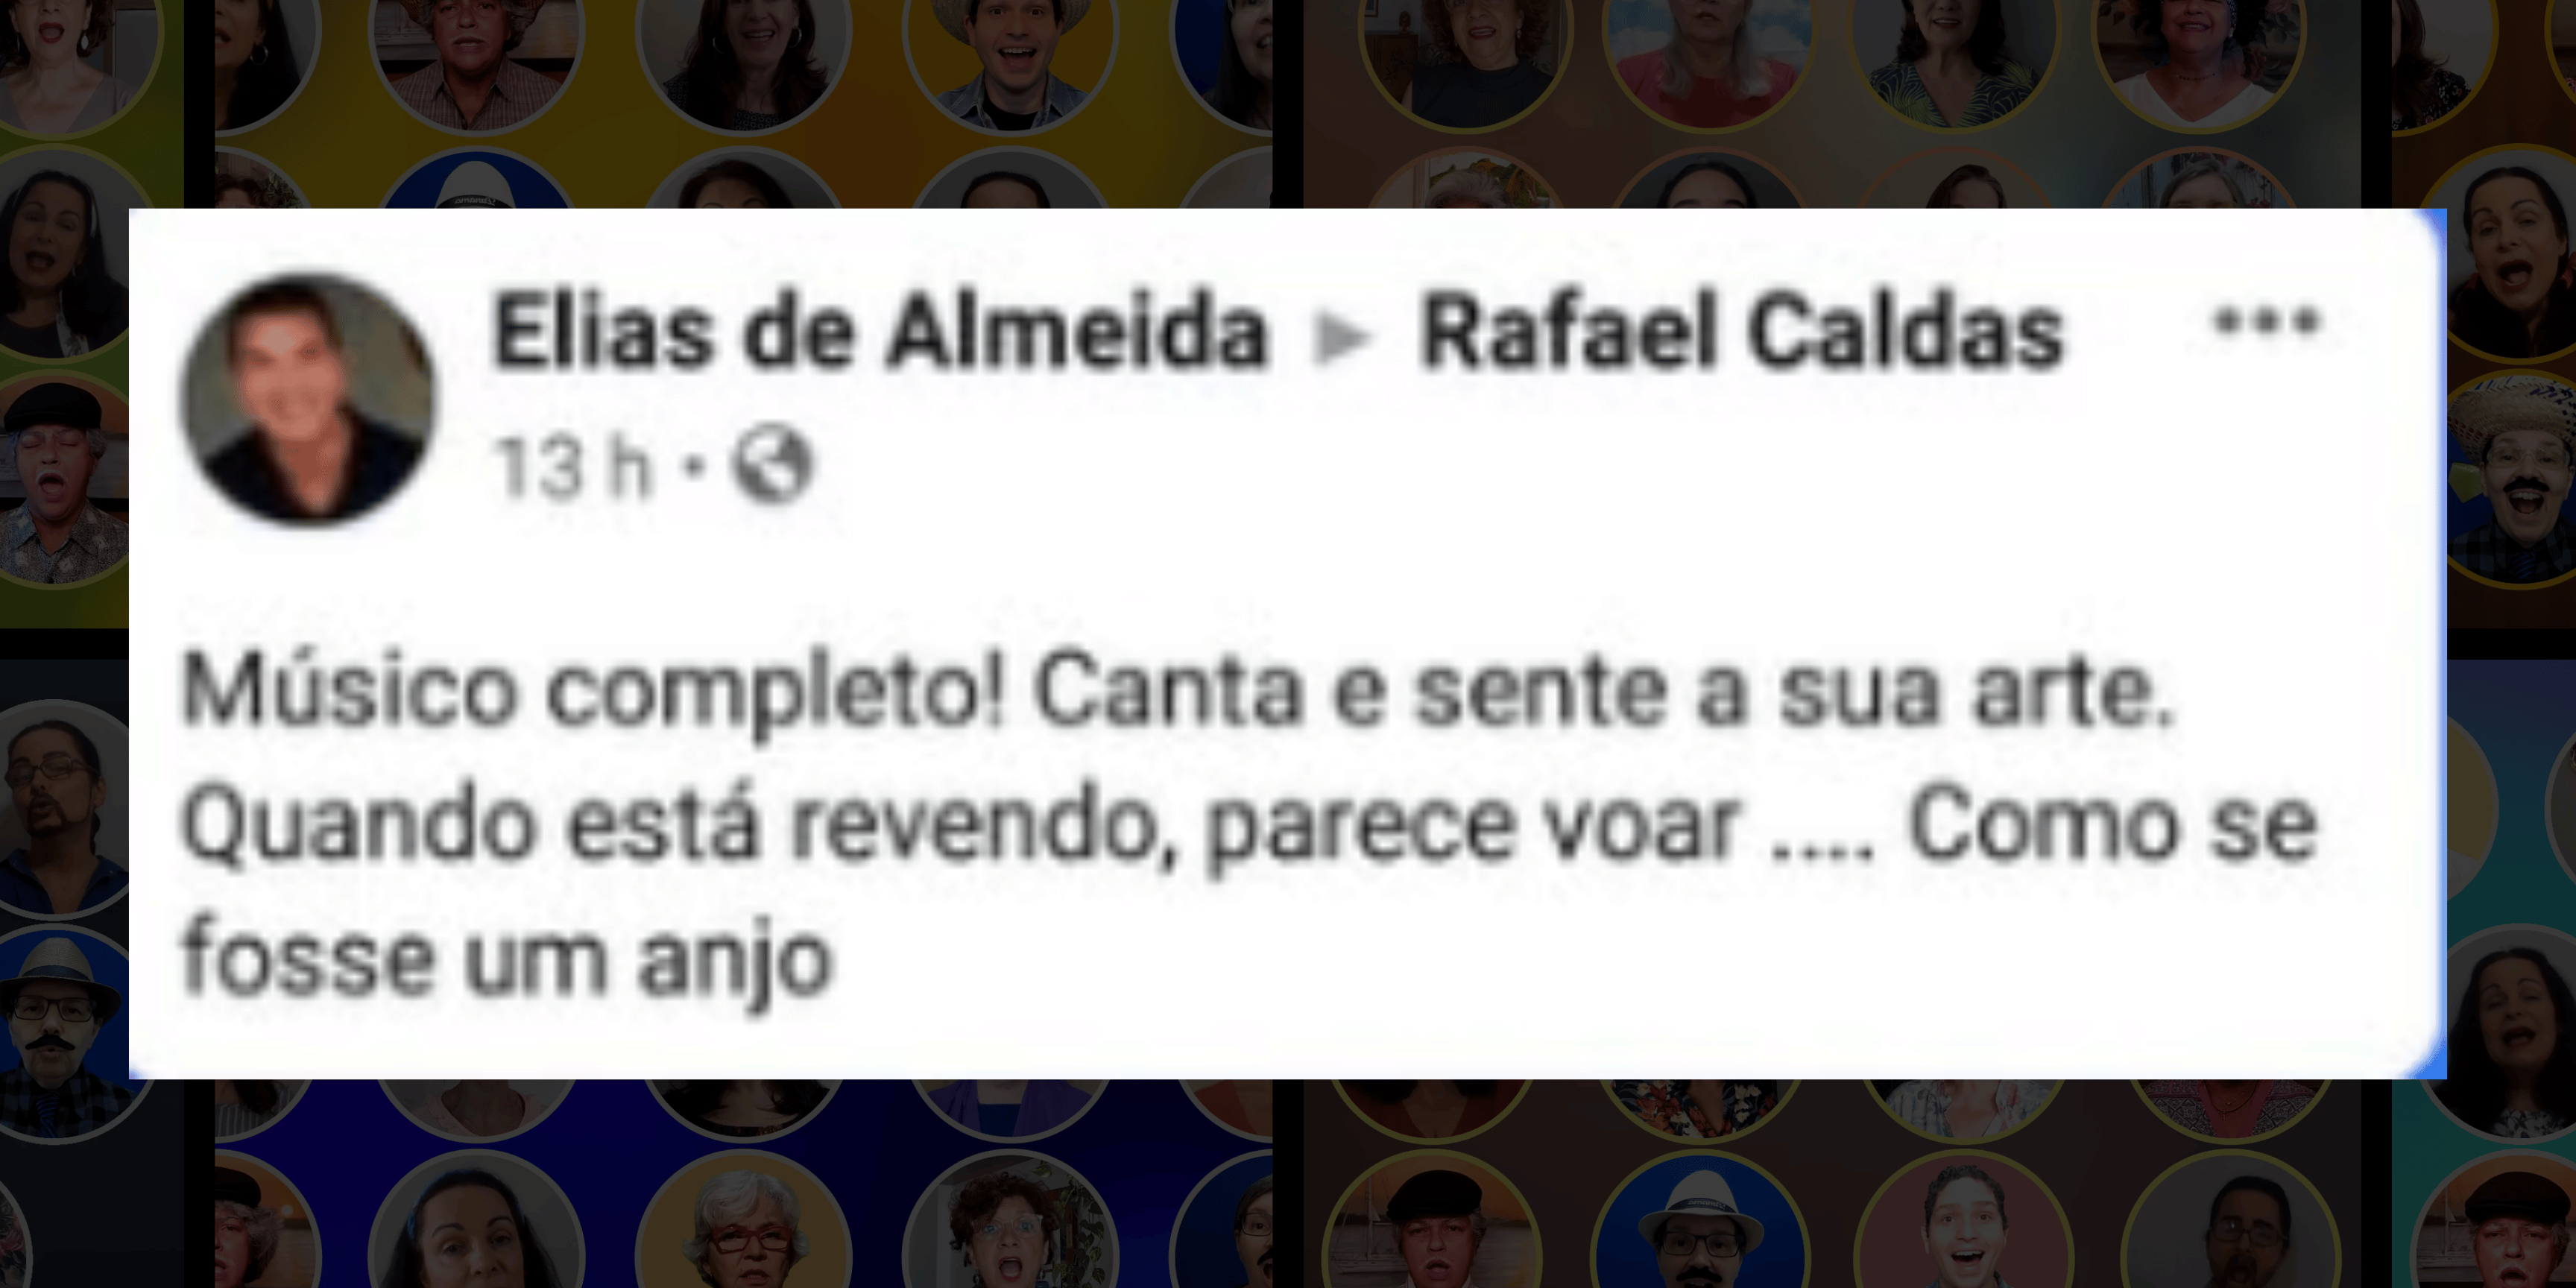 Elias de Almeida ▸ Rafael Caldas
13 h ·
Músico completo! Canta e sente a sua arte.
Quando está revendo, parece voar .... Como se
fosse um anjo